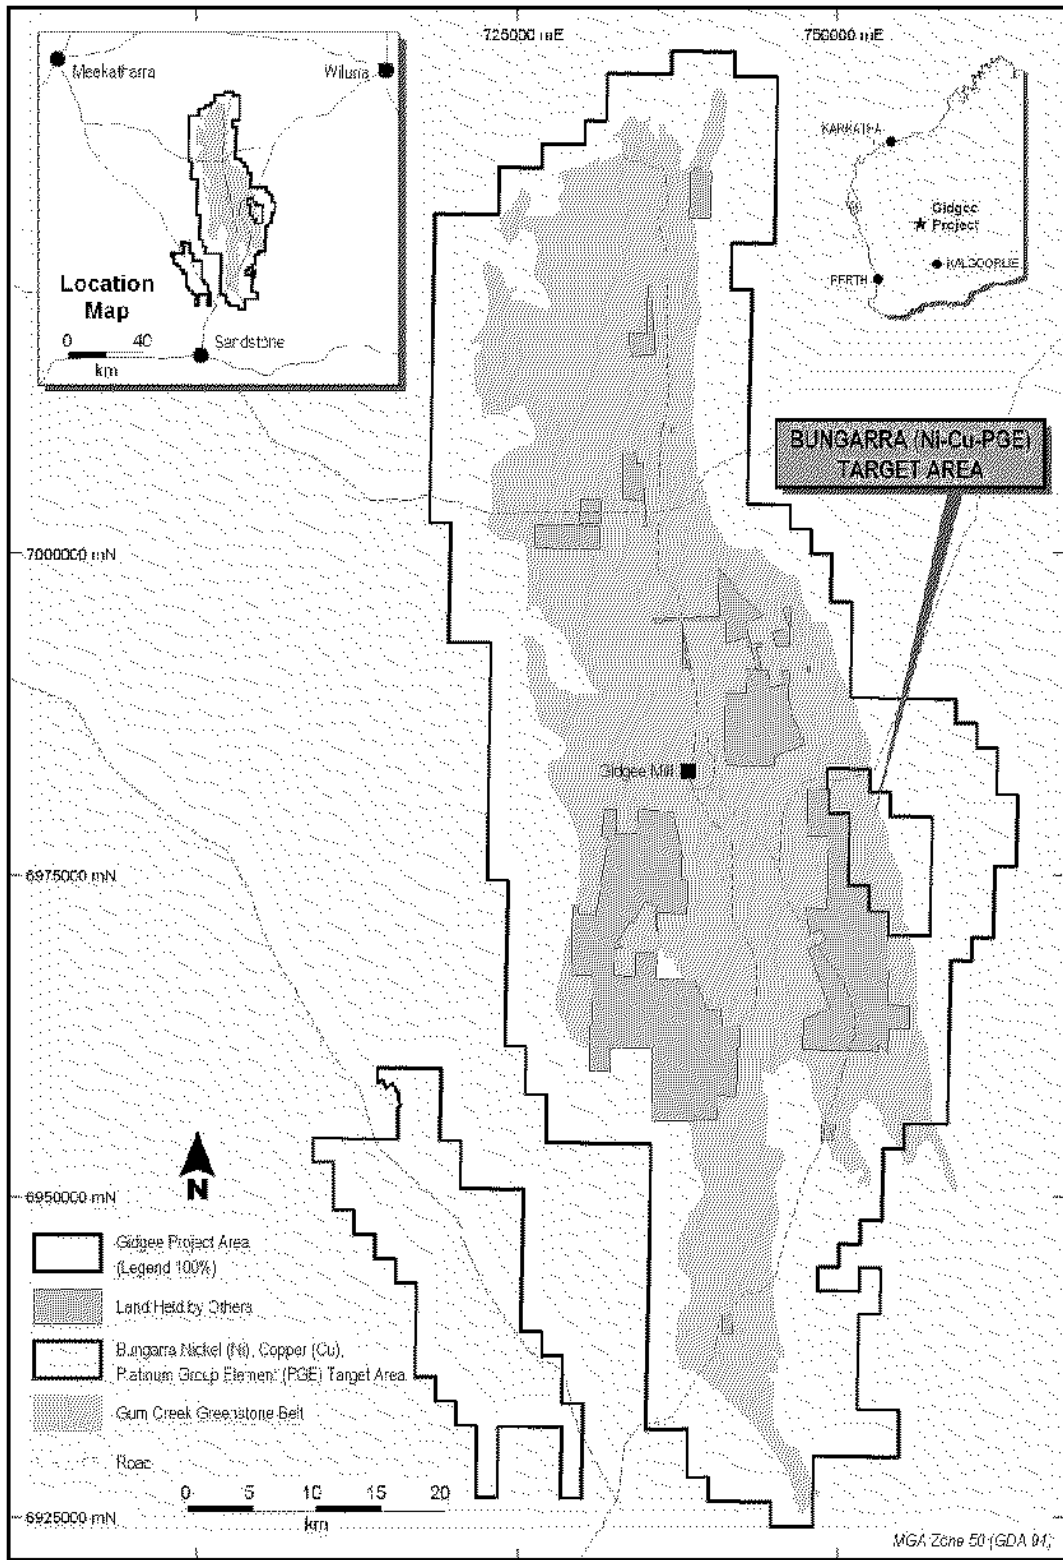 725000 mE
750000 mE
Meekatharra
Wiluna
Location
Map
0 40
km
Sandstone
KARRATHA
Gidgee
Project
KALGOORLIE
PERTH
BUNGARRA (Ni-Cu-PGE)
TARGET AREA
7000000 mN
Gidgee Mill
6975000 mN
N
6950000 mN
Gidgee Project Area
(Legend 100%)
Land Held by Others
Bungarra Nickel (Ni), Copper (Cu),
Platinum Group Element (PGE) Target Area
Gum Creek Greenstone Belt
Road
0 5 10 15 20
km
6925000 mN
MGA Zone 50 (GDA 94)